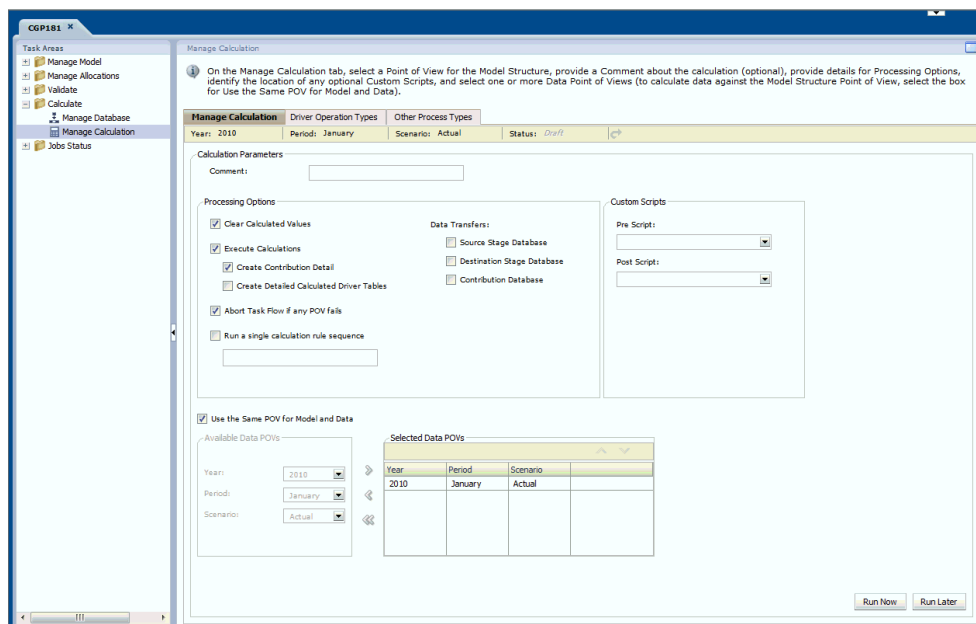 CGP181 ×
Task Areas
Manage Model
Manage Allocations
Validate
Calculate
Manage Database
Manage Calculation
Jobs Status
Manage Calculation
On the Manage Calculation tab, select a Point of View for the Model Structure, provide a Comment about the calculation (optional), provide details for Processing Options,
identify the location of any optional Custom Scripts, and select one or more Data Point of Views (to calculate data against the Model Structure Point of View, select the box
for Use the Same POV for Model and Data).
Manage Calculation Driver Operation Types Other Process Types
Year: 2010 Period: January Scenario: Actual Status: Draft
Calculation Parameters
Comment:
Processing Options
Clear Calculated Values
Execute Calculations
Create Contribution Detail
Create Detailed Calculated Driver Tables
Abort Task Flow if any POV fails
Run a single calculation rule sequence
Data Transfers:
Source Stage Database
Destination Stage Database
Contribution Database
Custom Scripts
Pre Script:
Post Script:
Use the Same POV for Model and Data
Available Data POVs
Year: 2010
Period: January
Scenario: Actual
Selected Data POVs
Year Period Scenario
2010 January Actual
Run Now Run Later